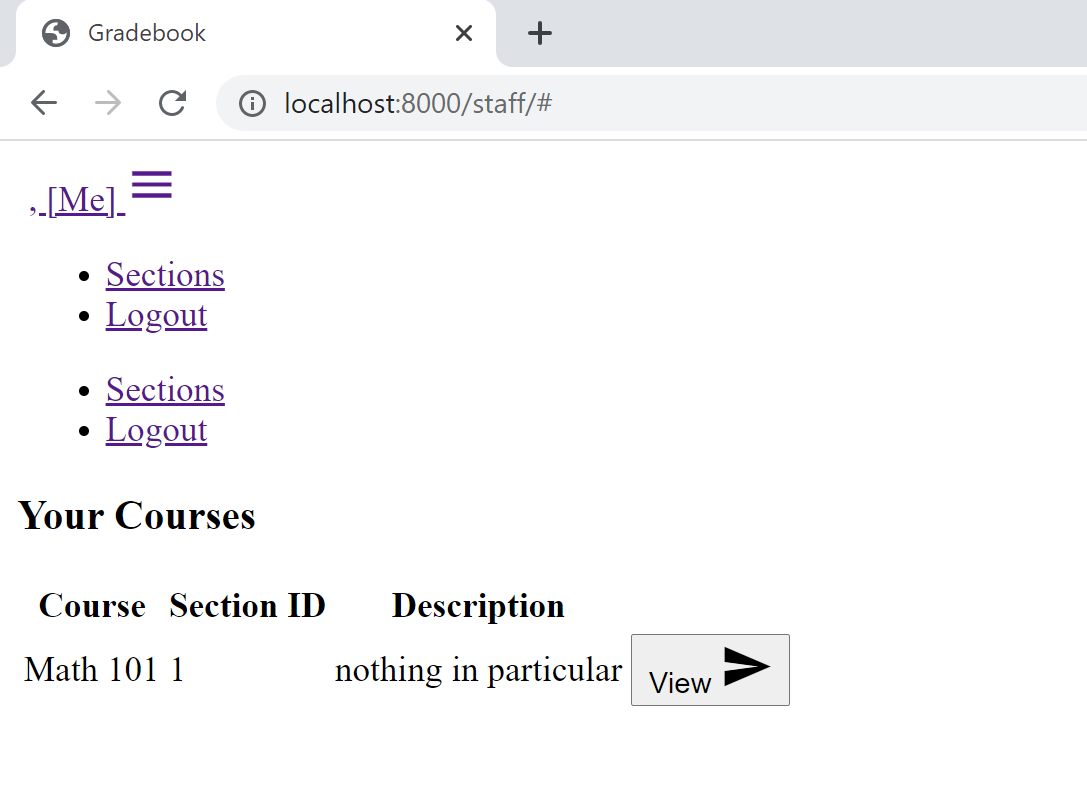 Gradebook
localhost:8000/staff/#
, [Me]
Sections
Logout
Sections
Logout
Your Courses
Course Section ID Description
Math 101 1 nothing in particular View